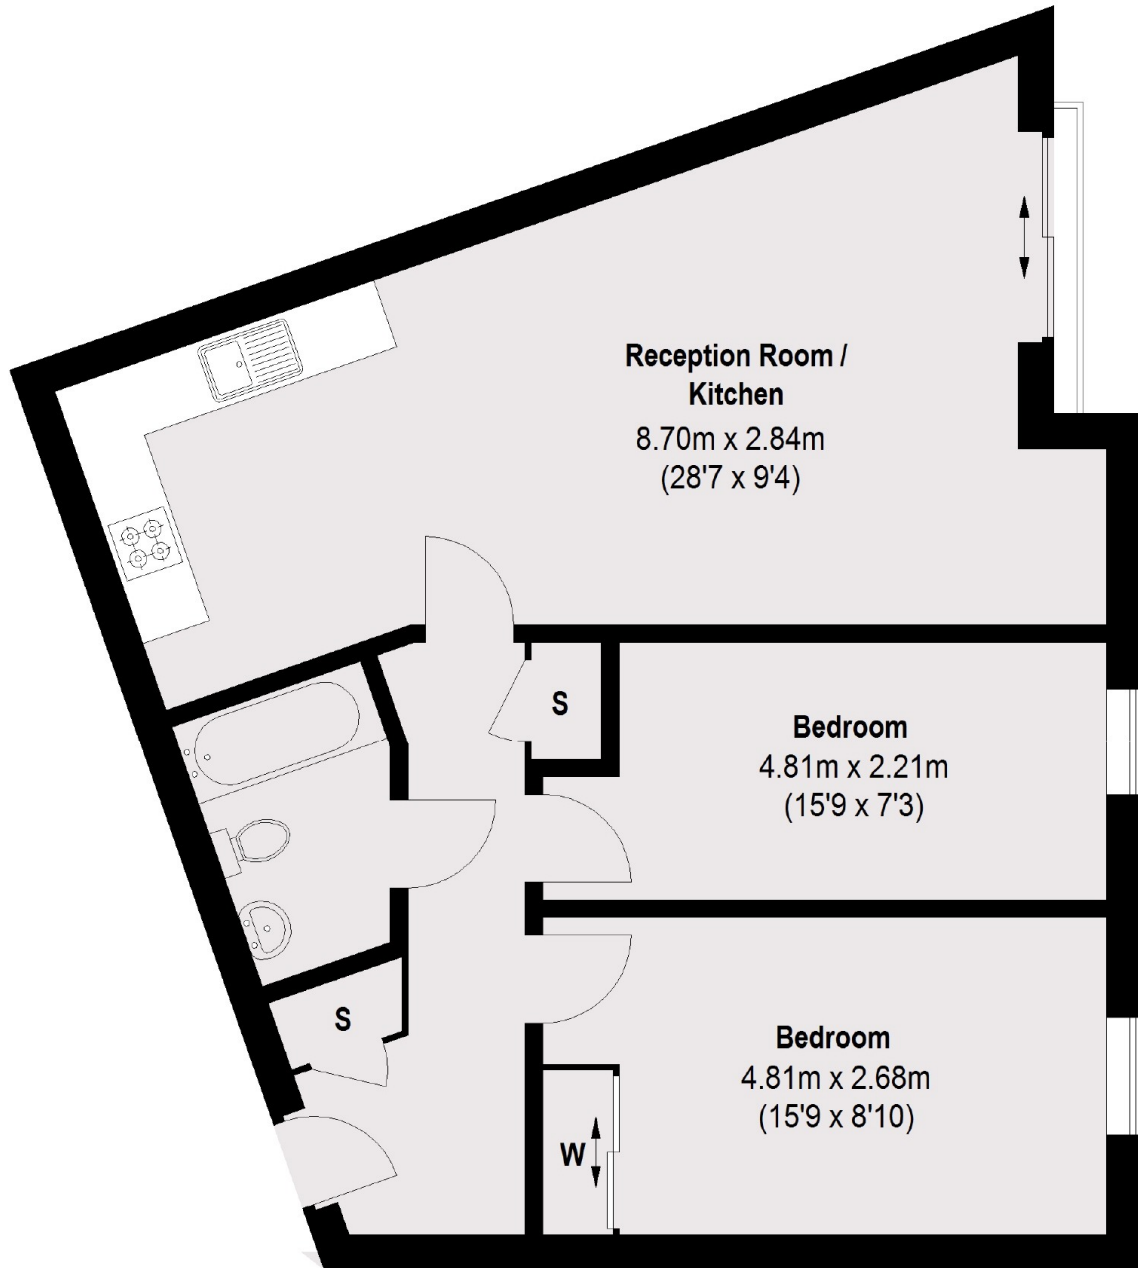 Reception Room /
Kitchen
8.70m x 2.84m
(28'7 x 9'4)
S
Bedroom
4.81m x 2.21m
(15'9 x 7'3)
S
Bedroom
4.81m x 2.68m
(15'9 x 8'10)
W